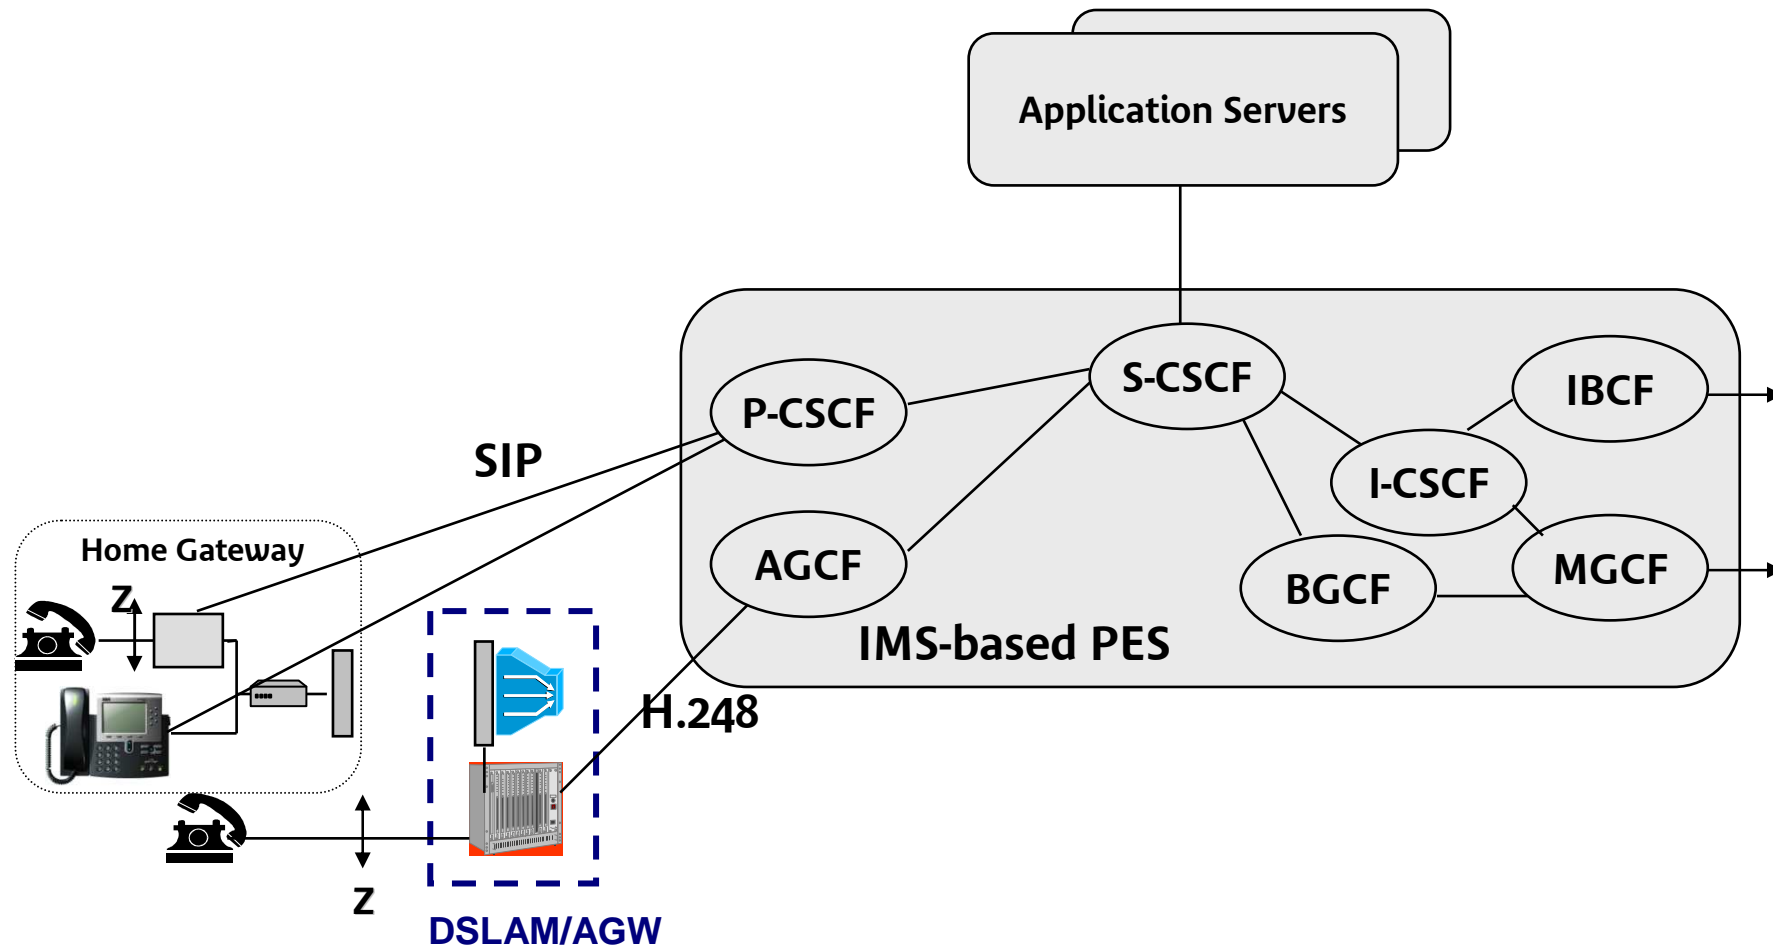 Application Servers
S-CSCF
IBCF
P-CSCF
SIP
I-CSCF
Home Gateway
AGCF
MGCF
BGCF
Z
IMS-based PES
H.248
Z
DSLAM/AGW